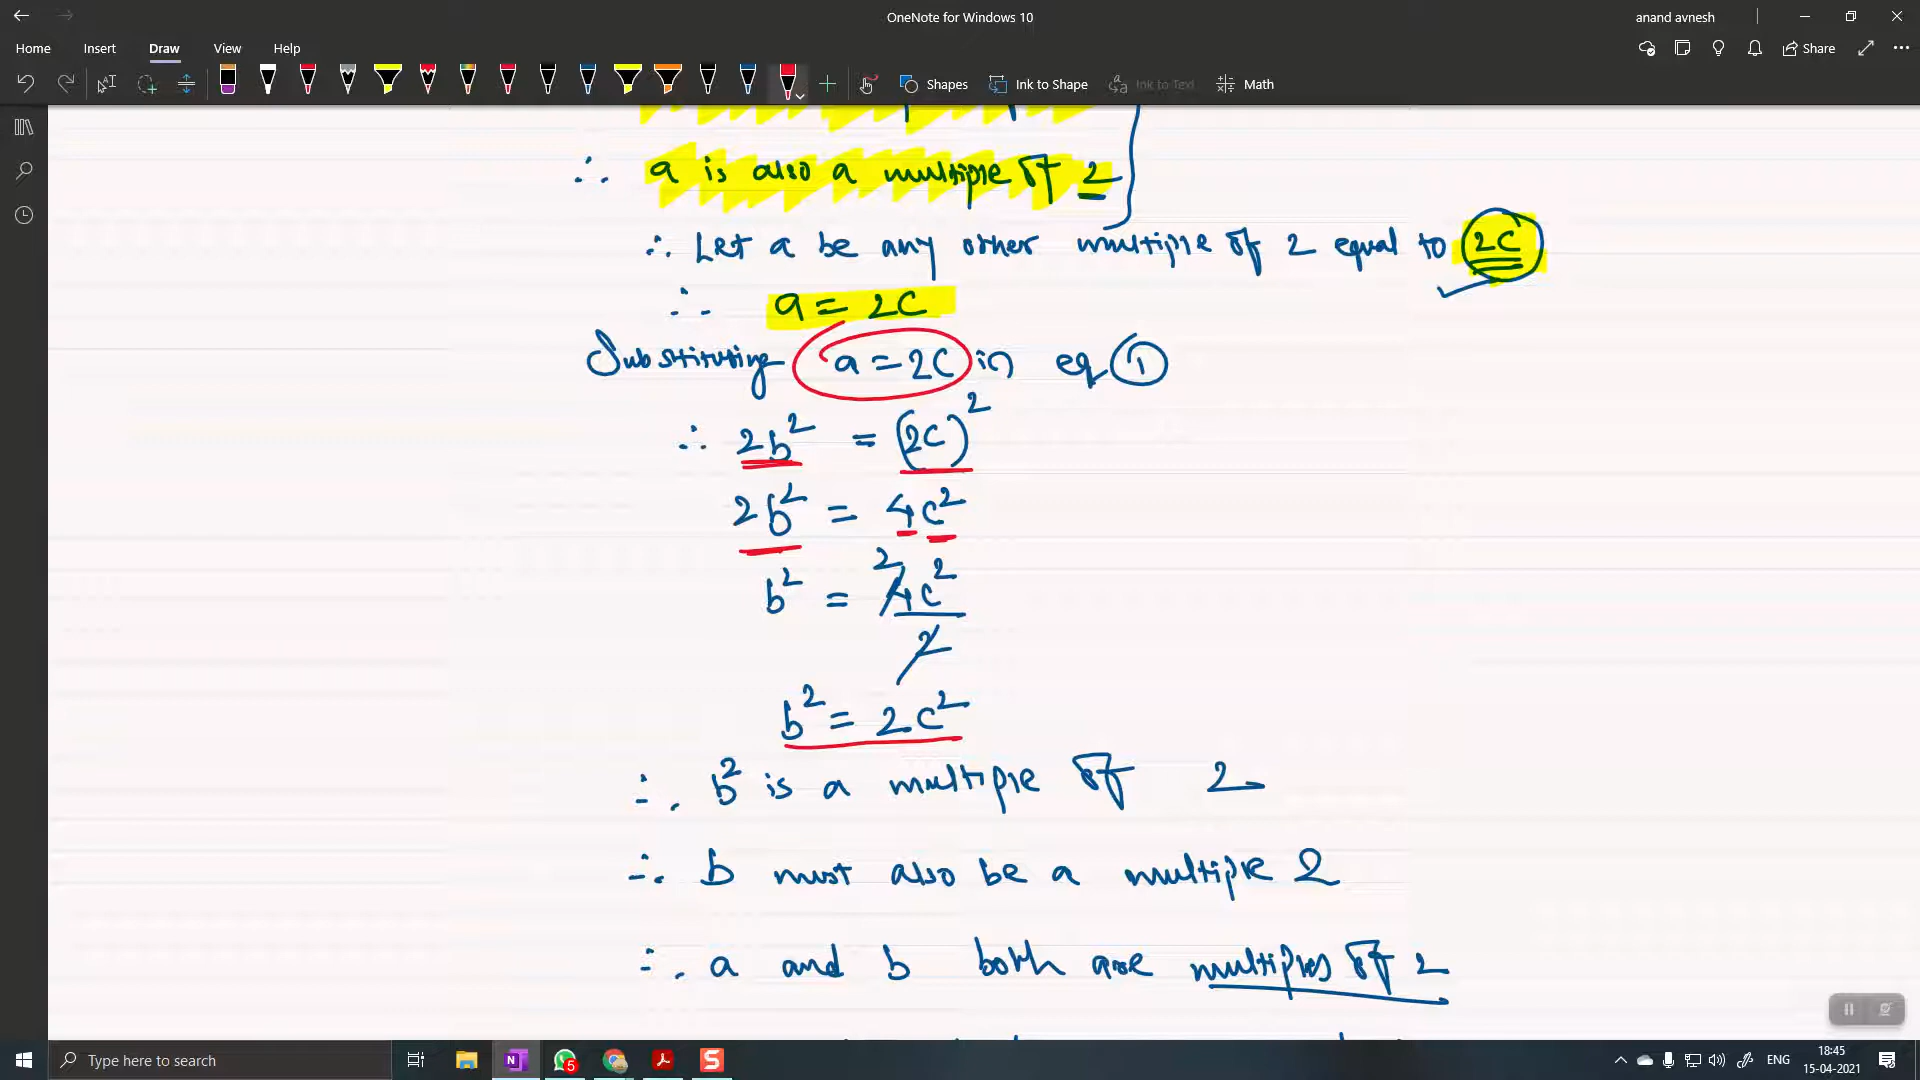 OneNote for Windows 10
anand avnesh
Home Insert Draw View Help
Share
Shapes Ink to Shape Ink to Text Math
∴ a is also a multiple of 2
∴ Let a be any other multiple of 2 equal to 2C
∴ a = 2C
Substituting a = 2C in eq ①
∴ 2b² = (2C)²
2b² = 4c²
b² = 4c²
2
2
b² = 2c²
∴ b² is a multiple of 2
∴ b must also be a multiple 2
∴ a and b both are multiples of 2
Type here to search
5
ENG
18:45
15-04-2021